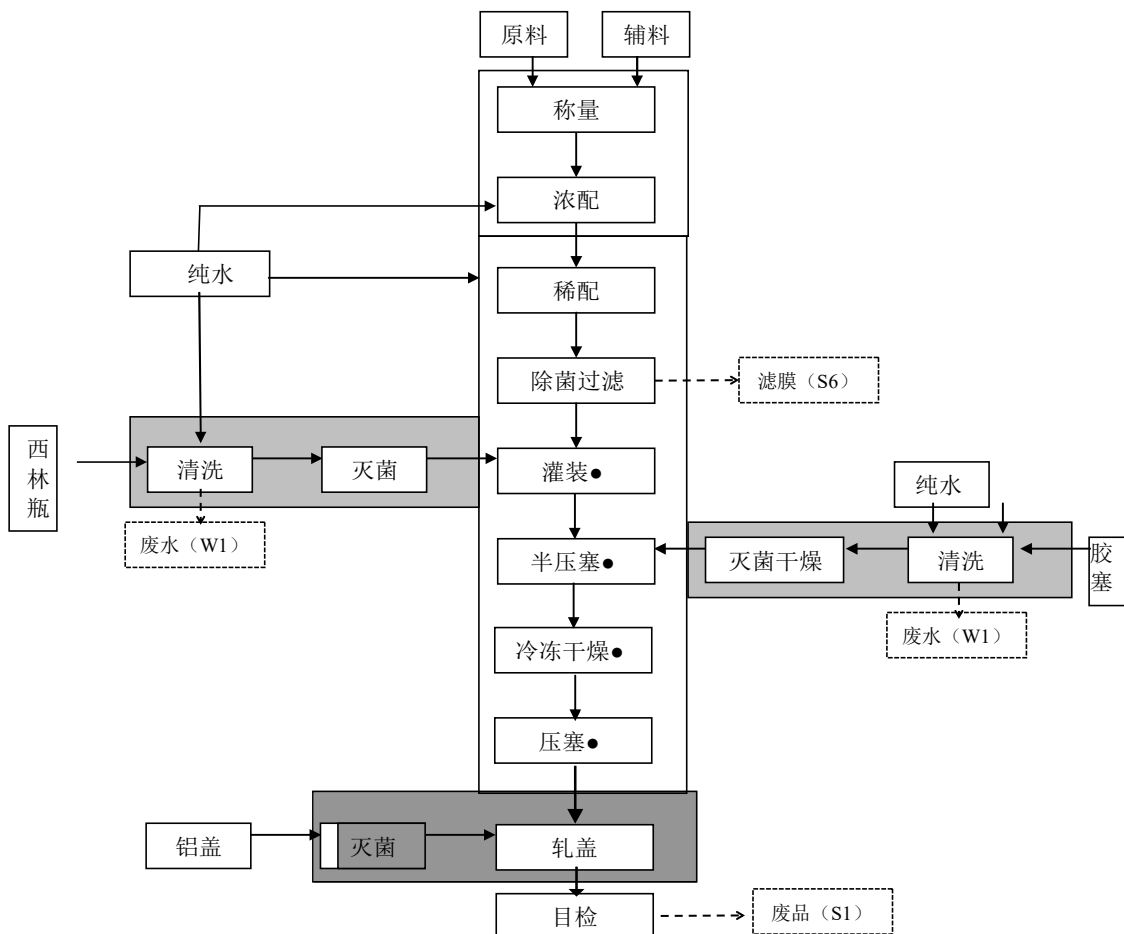 原料
辅料
称量
浓配
纯水
稀配
除菌过滤
滤膜（S6）
西
林
瓶
清洗
灭菌
灌装●
纯水
废水（W1）
半压塞●
灭菌干燥
清洗
胶
塞
冷冻干燥●
废水（W1）
压塞●
铝盖
灭菌
轧盖
目检
废品（S1）